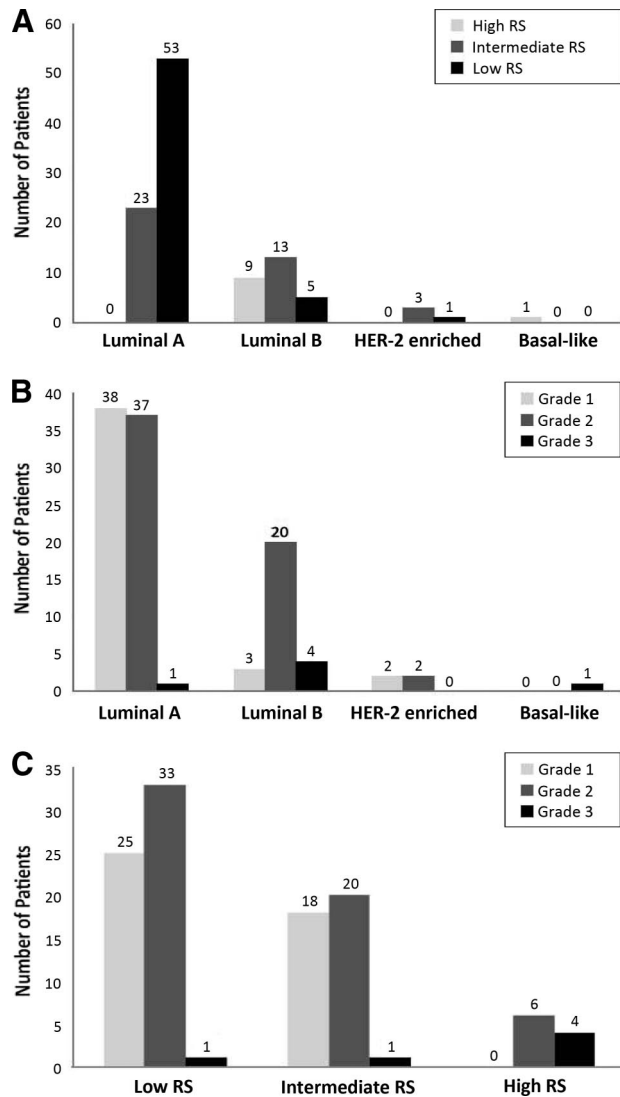 A
Number of Patients
60
50
40
30
20
10
0
High RS
Intermediate RS
Low RS
0
23
53
9
13
5
0
3
1
1
0
0
Luminal A
Luminal B
HER-2 enriched
Basal-like
B
Number of Patients
40
35
30
25
20
15
10
5
0
Grade 1
Grade 2
Grade 3
38
37
1
3
20
4
2
2
0
0
0
1
Luminal A
Luminal B
HER-2 enriched
Basal-like
C
Number of Patients
35
30
25
20
15
10
5
0
Grade 1
Grade 2
Grade 3
25
33
1
18
20
1
0
6
4
Low RS
Intermediate RS
High RS